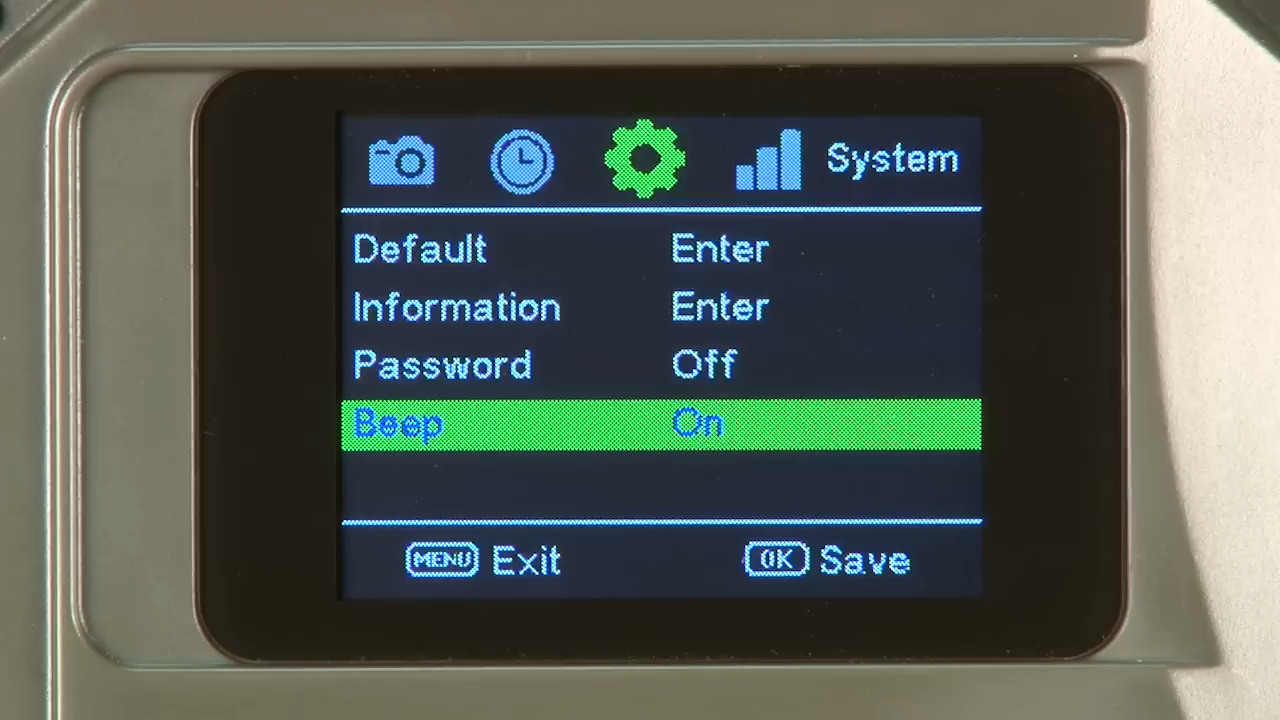 System
Default Enter
Information Enter
Password Off
Beep On
MENU Exit OK Save